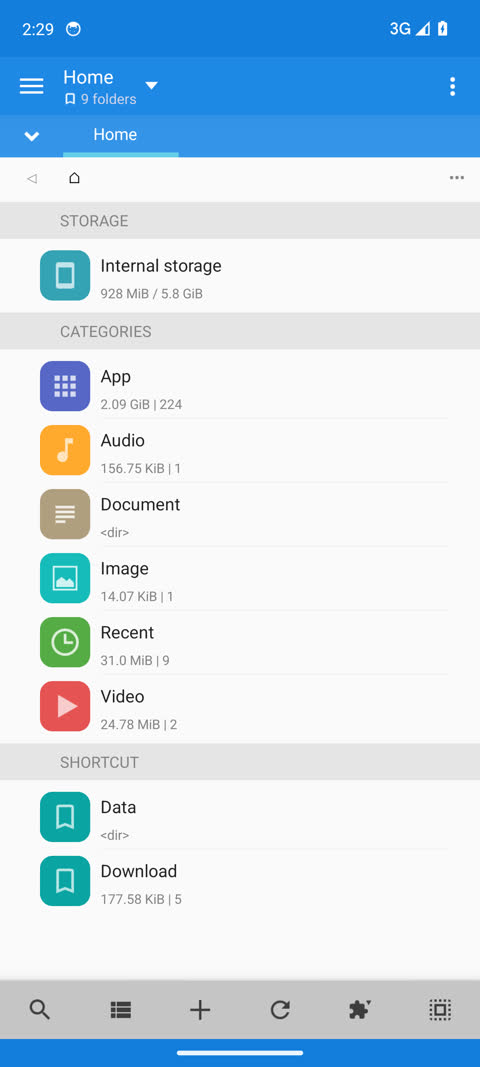 2:29
3G
Home
9 folders
Home
STORAGE
Internal storage
928 MiB / 5.8 GiB
CATEGORIES
App
2.09 GiB | 224
Audio
156.75 KiB | 1
Document
<dir>
Image
14.07 KiB | 1
Recent
31.0 MiB | 9
Video
24.78 MiB | 2
SHORTCUT
Data
<dir>
Download
177.58 KiB | 5